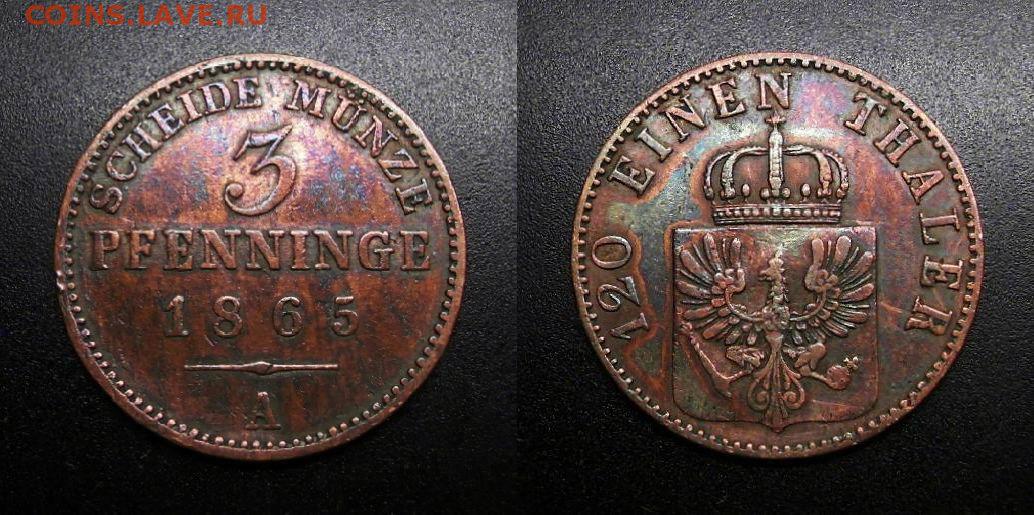 COINS.LAVE.RU
SCHEIDE MÜNZE
3
PFENNINGE
1865
A
120 EINEN THALER